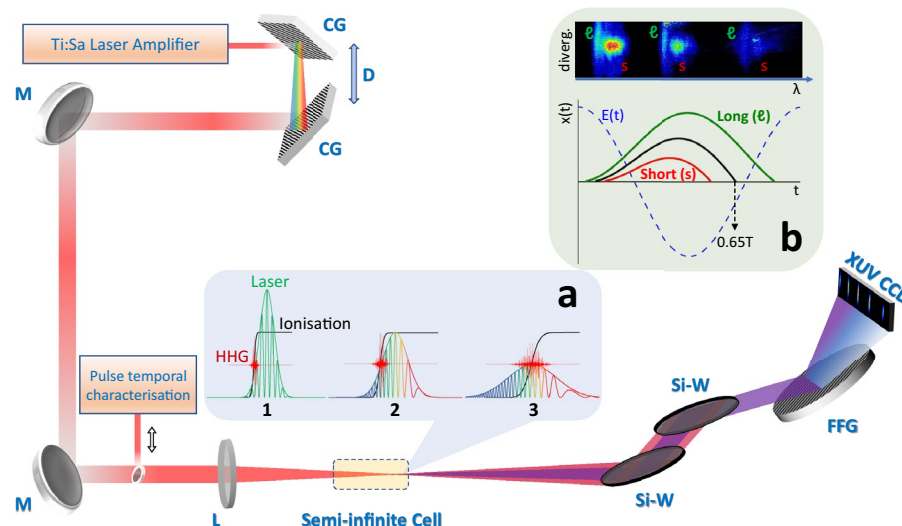 Ti:Sa Laser Amplifier
CG
D
CG
M
diverg.
ℓ
ℓ
ℓ
s
s
s
λ
x(t)
E(t)
Long (ℓ)
Short (s)
t
0.65T
b
a
Laser
Ionisation
HHG
1
2
3
XUV CCD
Pulse temporal
characterisation
Si-W
FFG
M
L
Semi-infinite Cell
Si-W